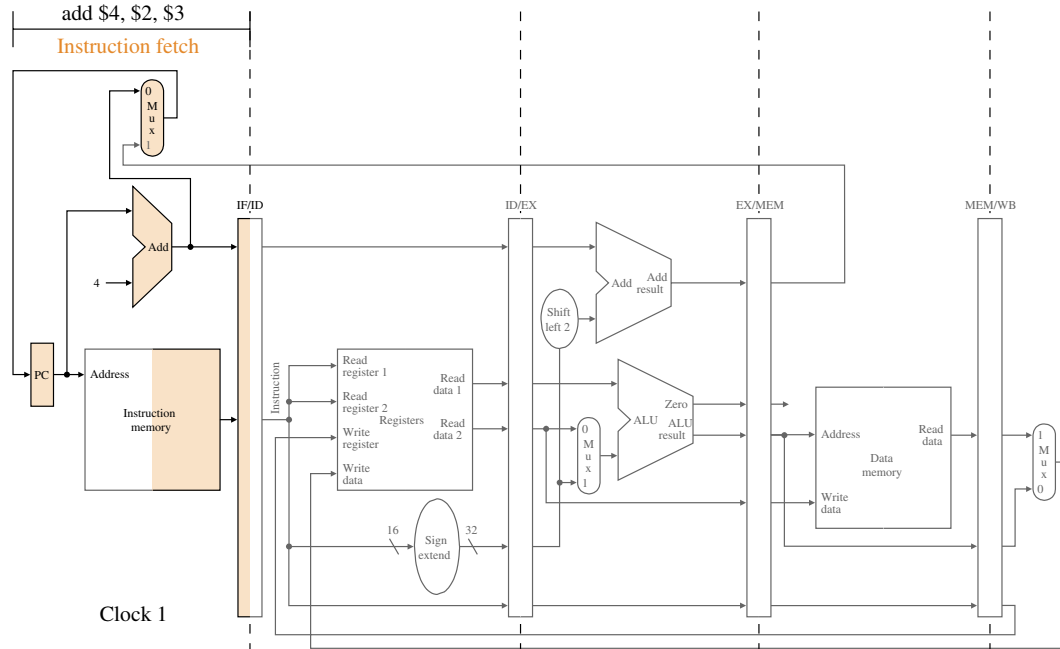 add $4, $2, $3
Instruction fetch
0
M
u
x
1
IF/ID
ID/EX
EX/MEM
MEM/WB
Add
4
Add
Add
result
Shift
left 2
PC
Address
Instruction
memory
Instruction
Read
register 1
Read
register 2
Write
register
Write
data
Registers
Read
data 1
Read
data 2
0
M
u
x
1
Zero
ALU
ALU
result
Address
Write
data
Data
memory
Read
data
1
M
u
x
0
16
Sign
extend
32
Clock 1